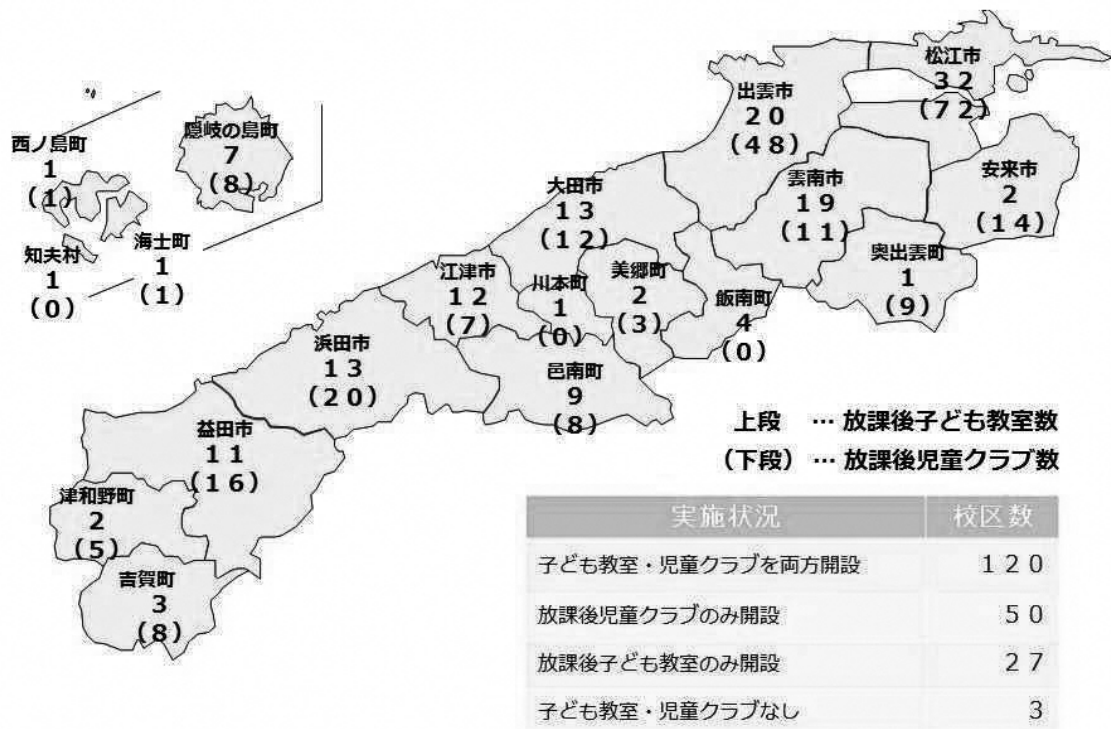 松江市
３２
（７２）
出雲市
２０
（４８）
隠岐の島町
７
（８）
西ノ島町
１
（１）
安来市
２
（１４）
雲南市
１９
（１１）
大田市
１３
（１２）
知夫村
１
（０）
海士町
１
（１）
奥出雲町
１
（９）
江津市
１２
（７）
川本町
１
（０）
美郷町
２
（３）
飯南町
４
（０）
浜田市
１３
（２０）
邑南町
９
（８）
益田市
１１
（１６）
津和野町
２
（５）
吉賀町
３
（８）
上段 … 放課後子ども教室数
（下段） … 放課後児童クラブ数
実施状況 校区数
子ども教室・児童クラブを両方開設 １２０
放課後児童クラブのみ開設 ５０
放課後子ども教室のみ開設 ２７
子ども教室・児童クラブなし ３